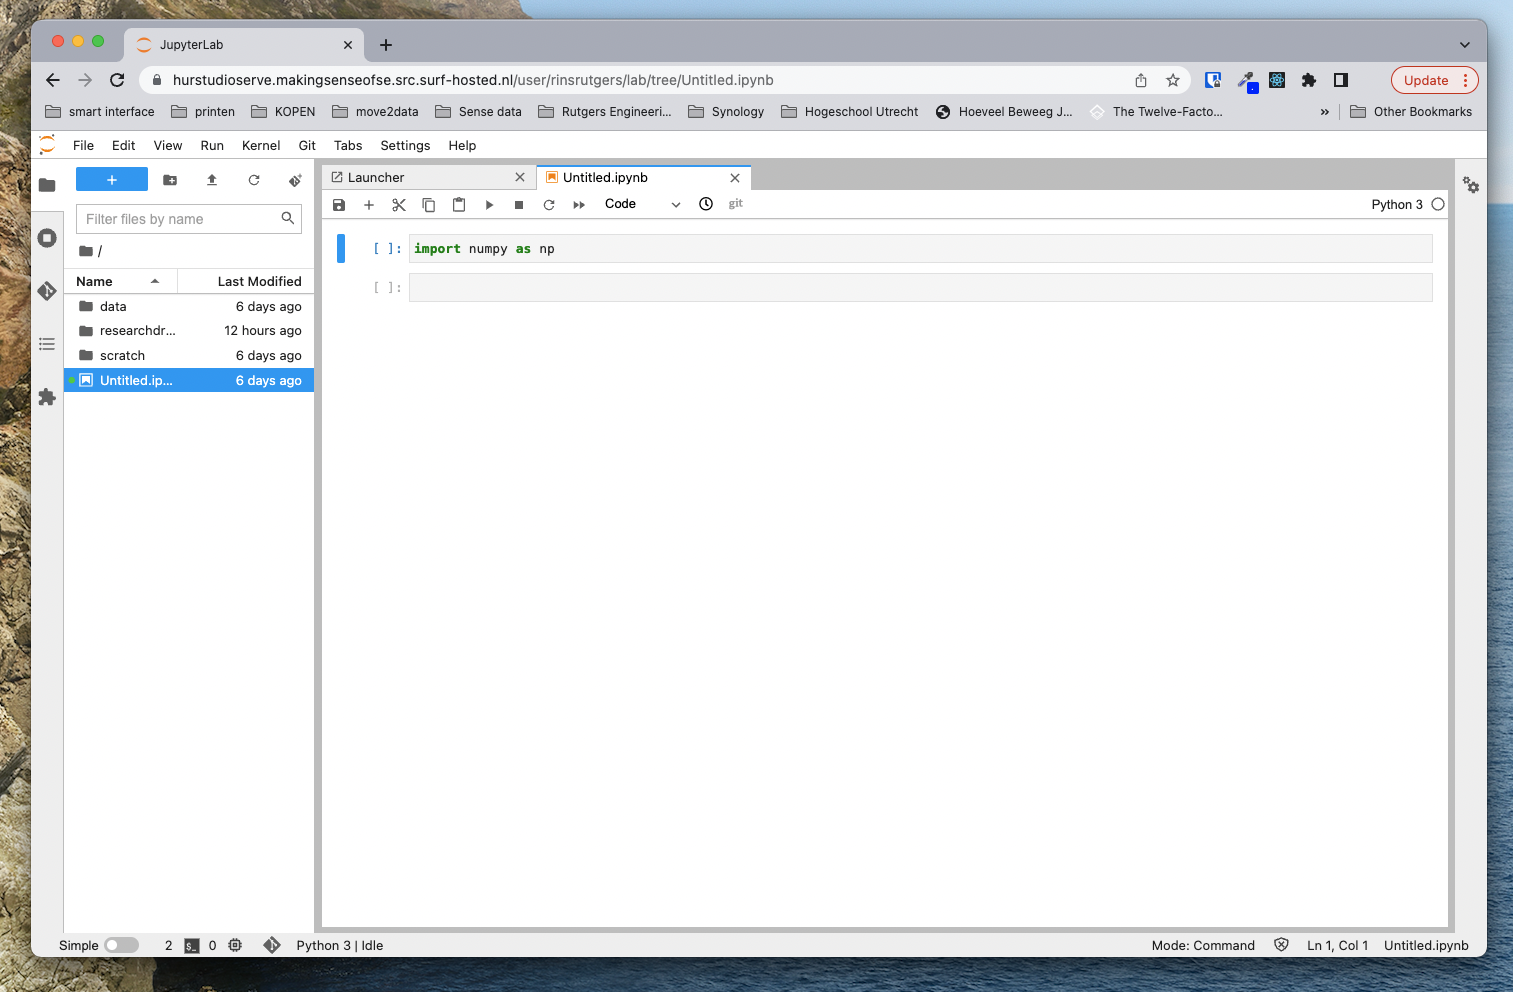 JupyterLab
hurstudioserve.makingsenseofse.src.surf-hosted.nl/user/rinsrutgers/lab/tree/Untitled.ipynb
Update
smart interface printen KOPEN move2data Sense data Rutgers Engineeri... Synology Hogeschool Utrecht Hoeveel Beweeg J... The Twelve-Facto... » Other Bookmarks
File Edit View Run Kernel Git Tabs Settings Help
Launcher Untitled.ipynb
Code git Python 3
Filter files by name
/
Name Last Modified
data 6 days ago
researchdr... 12 hours ago
scratch 6 days ago
Untitled.ip... 6 days ago
[ ]: import numpy as np
[ ]:
Simple 2 $_ 0 Python 3 | Idle Mode: Command Ln 1, Col 1 Untitled.ipynb